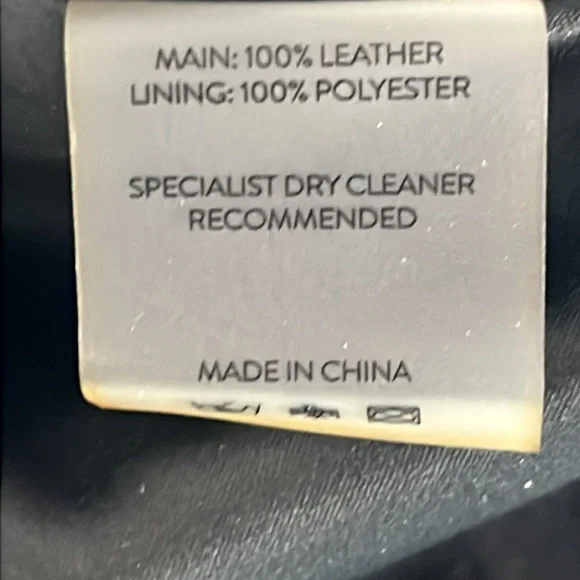 MAIN: 100% LEATHER
LINING: 100% POLYESTER
SPECIALIST DRY CLEANER
RECOMMENDED
MADE IN CHINA